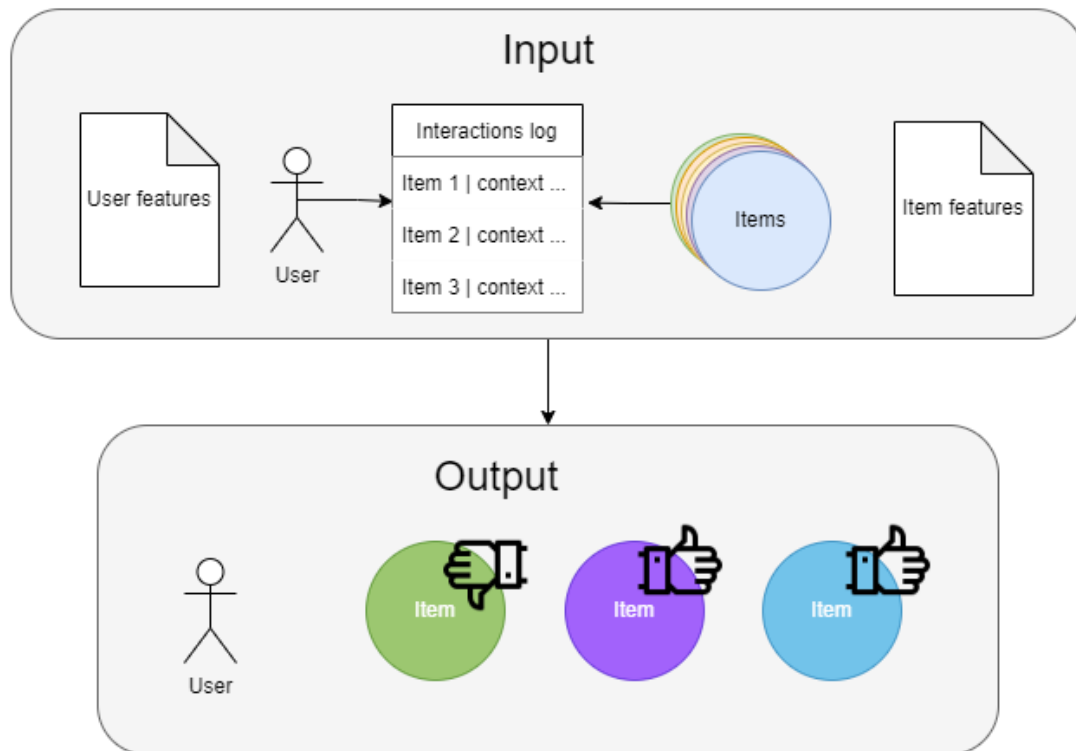 Input
User features
User
Interactions log
Item 1 | context ...
Item 2 | context ...
Item 3 | context ...
Items
Item features
Output
User
Item
Item
Item